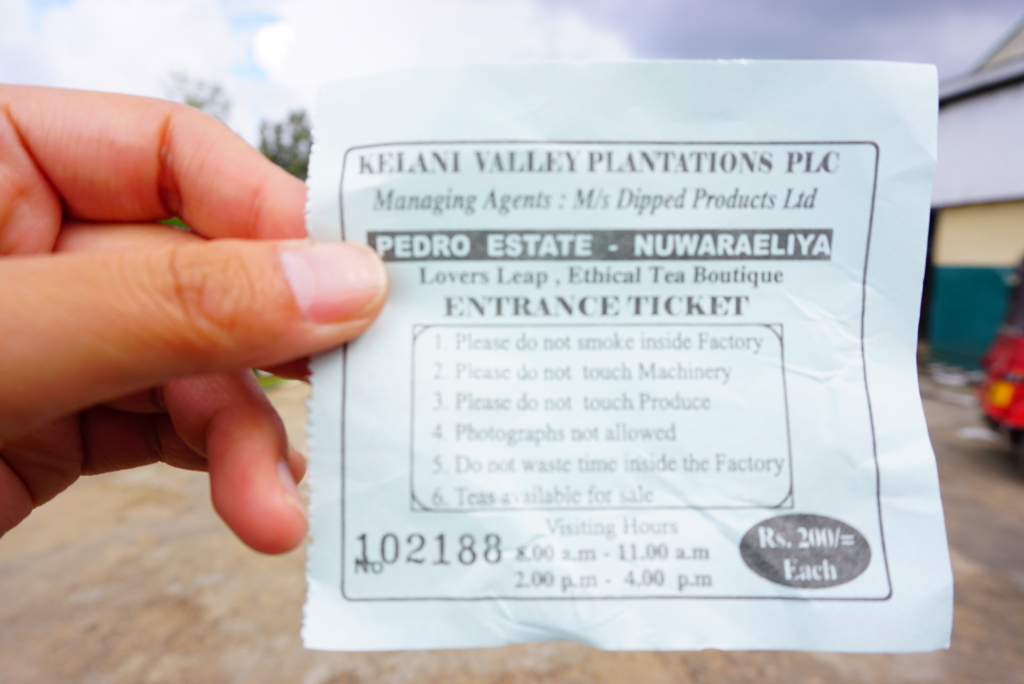 KELANI VALLEY PLANTATIONS PLC
Managing Agents : M/s Dipped Products Ltd
PEDRO ESTATE - NUWARAELIYA
Lovers Leap , Ethical Tea Boutique
ENTRANCE TICKET
1. Please do not smoke inside Factory
2. Please do not touch Machinery
3. Please do not touch Produce
4. Photographs not allowed
5. Do not waste time inside the Factory
6. Teas available for sale
Visiting Hours
No 102188
8.00 a.m - 11.00 a.m
2.00 p.m - 4.00 p.m
Rs. 200/=
Each